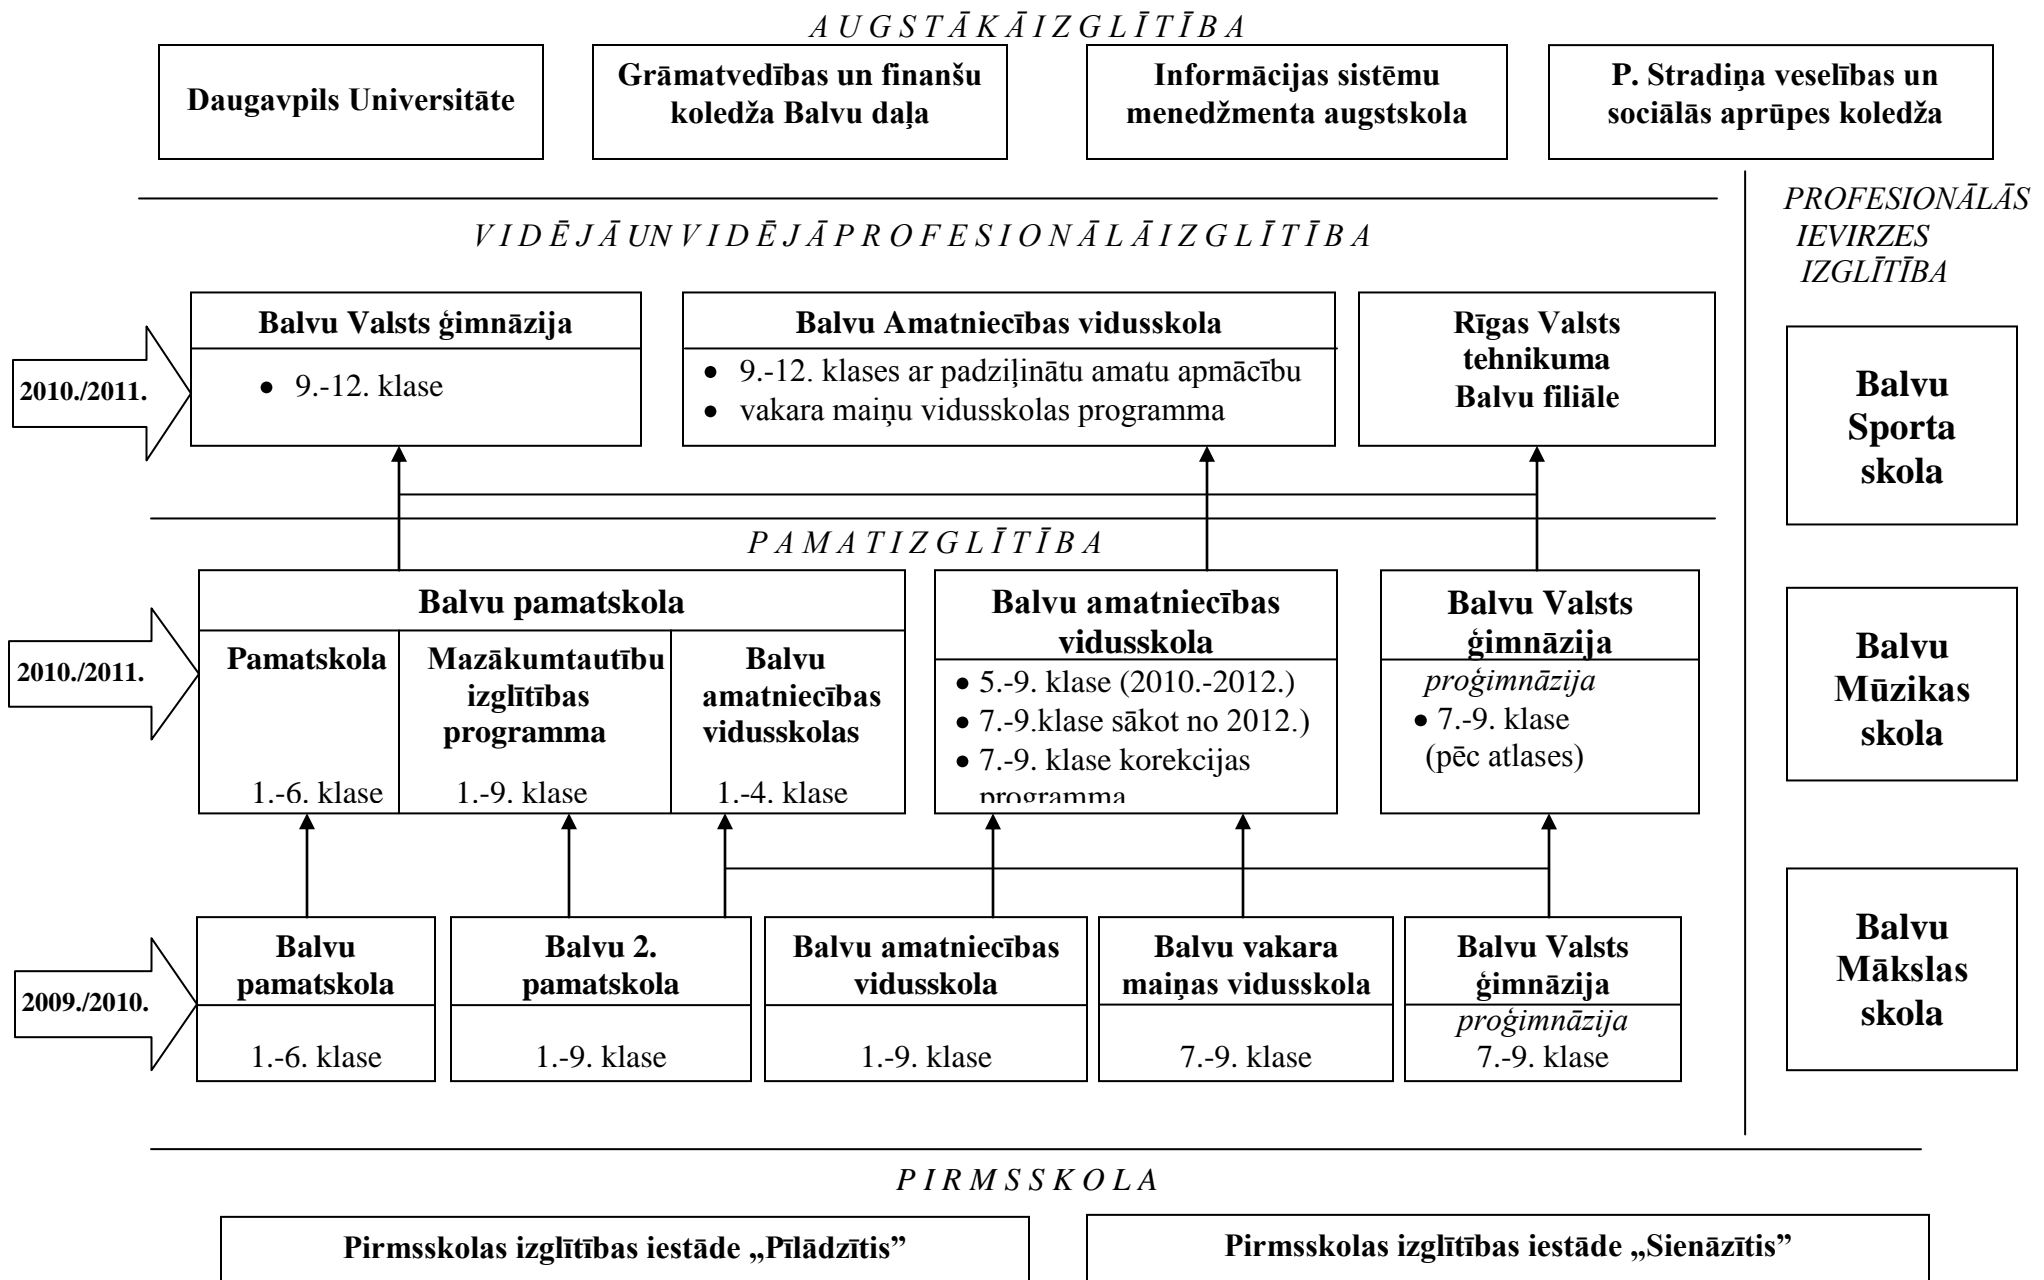 A U G S T Ā K Ā I Z G L Ī T Ī B A
Daugavpils Universitāte
Grāmatvedības un finanšu
koledža Balvu daļa
Informācijas sistēmu
menedžmenta augstskola
P. Stradiņa veselības un
sociālās aprūpes koledža
V I D Ē J Ā UN V I D Ē J Ā P R O F E S I O N Ā L Ā I Z G L Ī T Ī B A
PROFESIONĀLĀS
IEVIRZES
IZGLĪTĪBA
2010./2011.
Balvu Valsts ģimnāzija
• 9.-12. klase
Balvu Amatniecības vidusskola
• 9.-12. klases ar padziļinātu amatu apmācību
• vakara maiņu vidusskolas programma
Rīgas Valsts
tehnikuma
Balvu filiāle
Balvu
Sporta
skola
P A M A T I Z G L Ī T Ī B A
2010./2011.
Balvu pamatskola
Pamatskola
1.-6. klase
Mazākumtautību
izglītības
programma
1.-9. klase
Balvu
amatniecības
vidusskolas
1.-4. klase
Balvu amatniecības
vidusskola
• 5.-9. klase (2010.-2012.)
• 7.-9.klase sākot no 2012.)
• 7.-9. klase korekcijas
programma
Balvu Valsts
ģimnāzija
proģimnāzija
• 7.-9. klase
(pēc atlases)
Balvu
Mūzikas
skola
2009./2010.
Balvu
pamatskola
1.-6. klase
Balvu 2.
pamatskola
1.-9. klase
Balvu amatniecības
vidusskola
1.-9. klase
Balvu vakara
maiņas vidusskola
7.-9. klase
Balvu Valsts
ģimnāzija
proģimnāzija
7.-9. klase
Balvu
Mākslas
skola
P I R M S S K O L A
Pirmsskolas izglītības iestāde „Pīlādzītis”
Pirmsskolas izglītības iestāde „Sienāzītis”